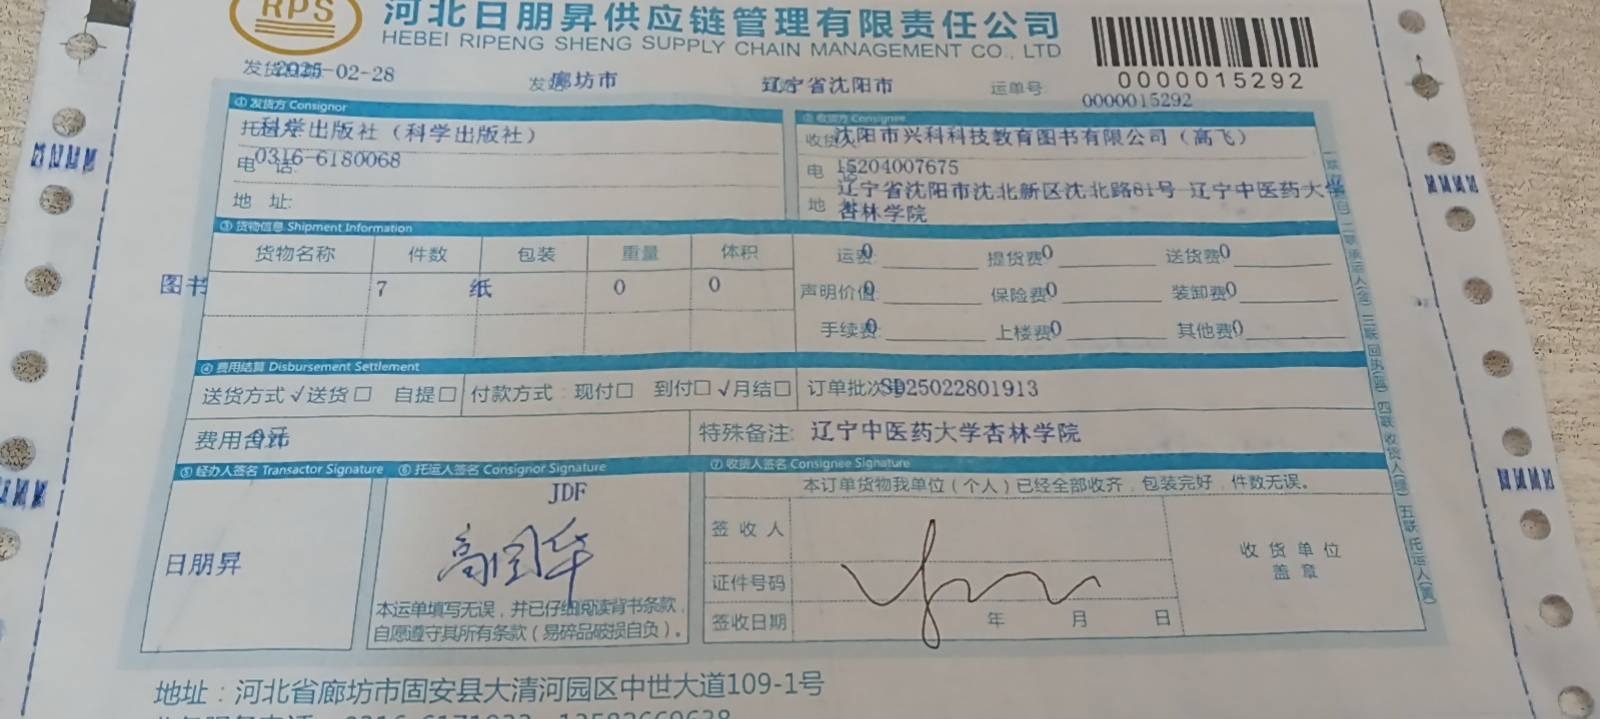 RPS
河北日朋昇供应链管理有限责任公司
HEBEI RIPENG SHENG SUPPLY CHAIN MANAGEMENT CO., LTD
0000015292
发货 2025-02-28 发 廊坊市 辽宁省沈阳市 运单号 0000015292
① 发货方 Consignor
托 科学出版社（科学出版社）
电话: 0316-6180068
地 址:
② 收货方 Consignee
收货 沈阳市兴科科技教育图书有限公司（高飞）
电 15204007675
地 辽宁省沈阳市沈北新区沈北路81号 辽宁中医药大学
杏林学院
③ 货物信息 Shipment Information
货物名称 件数 包装 重量 体积
图书 7 纸 0 0
运费 0 提货费 0 送货费 0
声明价值 0 保险费 0 装卸费 0
手续费 0 上楼费 0 其他费 0
④ 费用结算 Disbursement Settlement
送货方式 √送货□ 自提□ 付款方式: 现付□ 到付□ √月结□ 订单批次 SD25022801913
费用合计 0元 特殊备注: 辽宁中医药大学杏林学院
⑤ 经办人签名 Transactor Signature
日朋昇
⑥ 托运人签名 Consignor Signature
JDF
高闯华
本运单填写无误，并已仔细阅读背书条款，
自愿遵守其所有条款（易碎品破损自负）。
⑦ 收货人签名 Consignee Signature
本订单货物我单位（个人）已经全部收齐，包装完好，件数无误。
签 收 人
证件号码
签收日期 年 月 日
收 货 单 位
盖 章
地址：河北省廊坊市固安县大清河园区中世大道109-1号